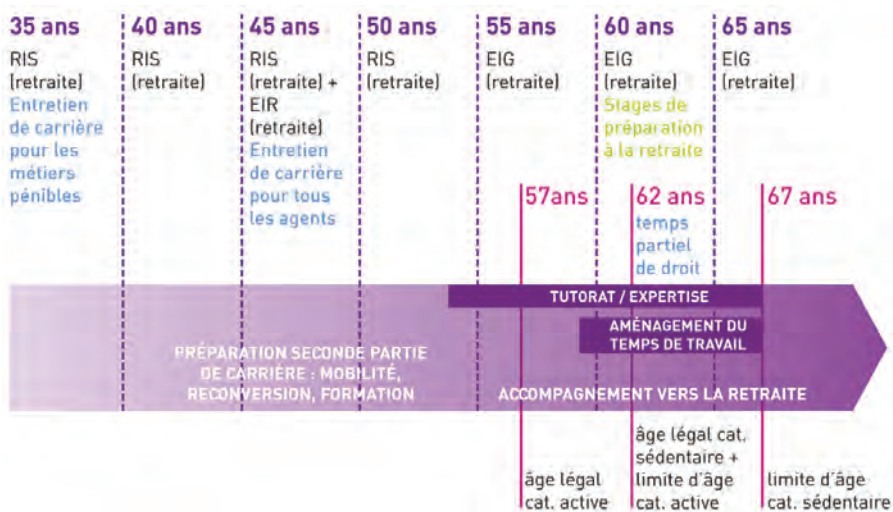 35 ans
RIS
(retraite)
Entretien
de carrière
pour les
métiers
pénibles
40 ans
RIS
(retraite)
45 ans
RIS
(retraite) +
EIR
(retraite)
Entretien
de carrière
pour tous
les agents
50 ans
RIS
(retraite)
55 ans
EIG
(retraite)
60 ans
EIG
(retraite)
Stages de
préparation
à la retraite
65 ans
EIG
(retraite)
57ans
62 ans
temps
partiel
de droit
67 ans
TUTORAT / EXPERTISE
AMÉNAGEMENT DU
TEMPS DE TRAVAIL
PRÉPARATION SECONDE PARTIE
DE CARRIÈRE : MOBILITÉ,
RECONVERSION, FORMATION
ACCOMPAGNEMENT VERS LA RETRAITE
âge légal
cat. active
âge légal cat.
sédentaire +
limite d'âge
cat. active
limite d'âge
cat. sédentaire